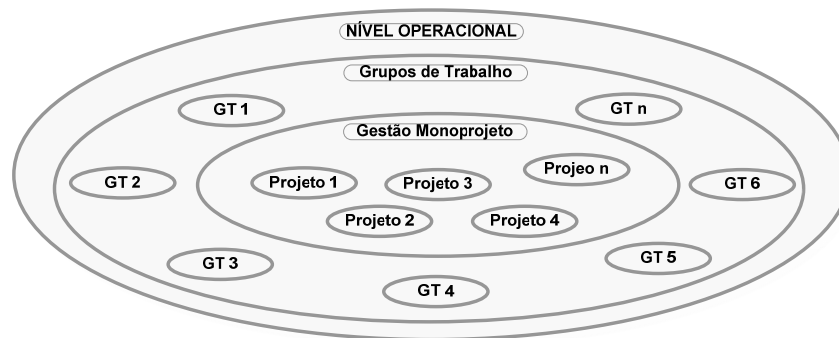 NÍVEL OPERACIONAL
Grupos de Trabalho
GT 1
GT n
Gestão Monoprojeto
Projeto 1
Projeto 3
Projeo n
GT 2
GT 6
Projeto 2
Projeto 4
GT 3
GT 5
GT 4